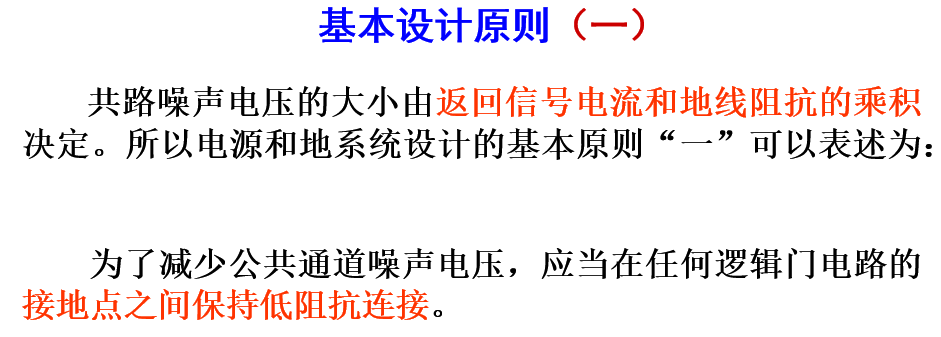 基本设计原则（一）
共路噪声电压的大小由返回信号电流和地线阻抗的乘积
决定。所以电源和地系统设计的基本原则“一”可以表述为：
为了减少公共通道噪声电压，应当在任何逻辑门电路的
接地点之间保持低阻抗连接。